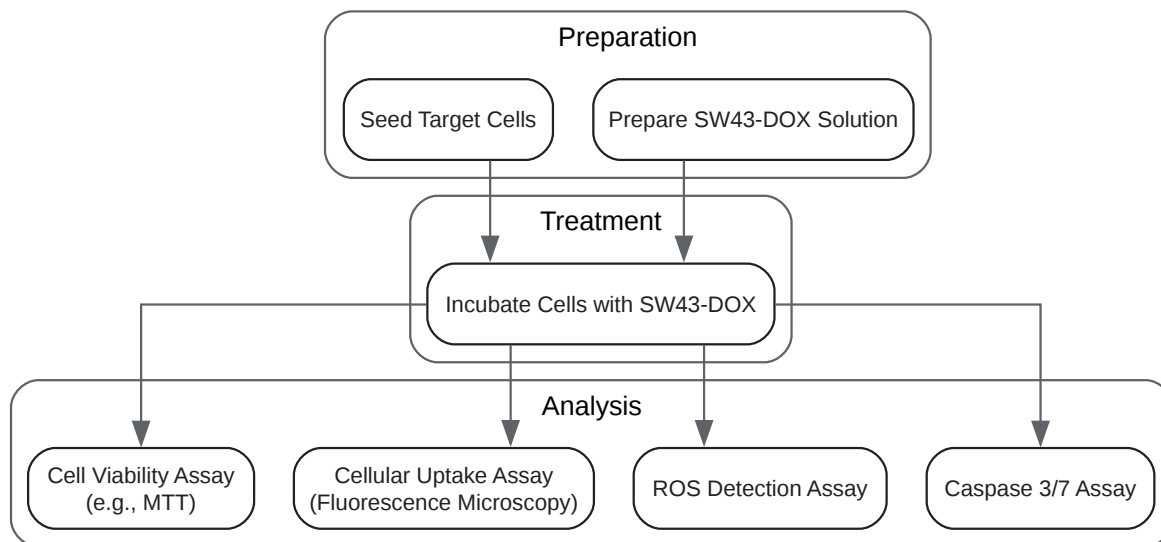 Preparation
Seed Target Cells
Prepare SW43-DOX Solution
Treatment
Incubate Cells with SW43-DOX
Analysis
Cell Viability Assay
(e.g., MTT)
Cellular Uptake Assay
(Fluorescence Microscopy)
ROS Detection Assay
Caspase 3/7 Assay